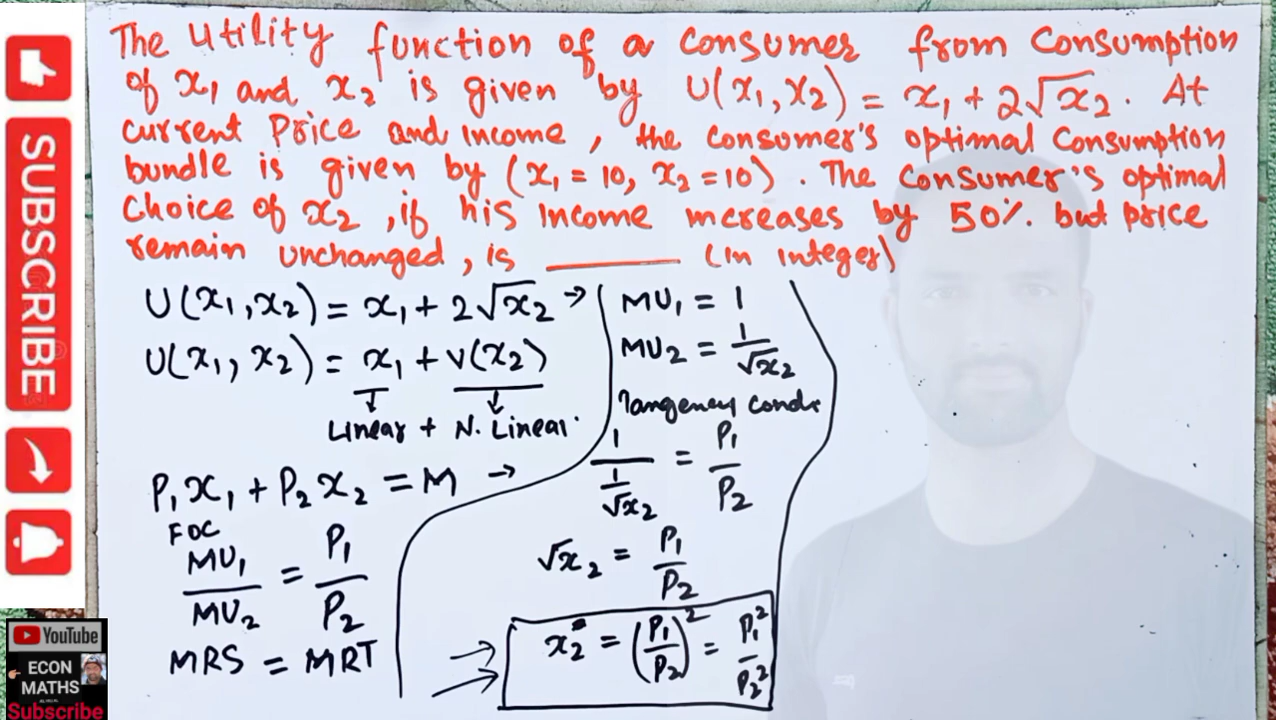 The Utility function of a consumer from Consumption
of x₁ and x₂ is given by U(x₁, x₂) = x₁ + 2√x₂. At
current Price and income, the consumer's optimal Consumption
bundle is given by (x₁ = 10, x₂ = 10). The consumer's optimal
Choice of x₂, if his income increases by 50%. but price
remain unchanged, is ______ (in integer)
U(x₁, x₂) = x₁ + 2√x₂ →
U(x₁, x₂) = x₁ + v(x₂)
↓ ↓
Linear + N. Linear.
P₁x₁ + P₂x₂ = M →
FOC
MU₁/MU₂ = P₁/P₂
MRS = MRT
MU₁ = 1
MU₂ = 1/√x₂
Tangency Condn
1/(1/√x₂) = P₁/P₂
√x₂ = P₁/P₂
x₂* = (P₁/P₂)² = P₁²/P₂²
SUBSCRIBE
YouTube
ECON
MATHS
Subscribe